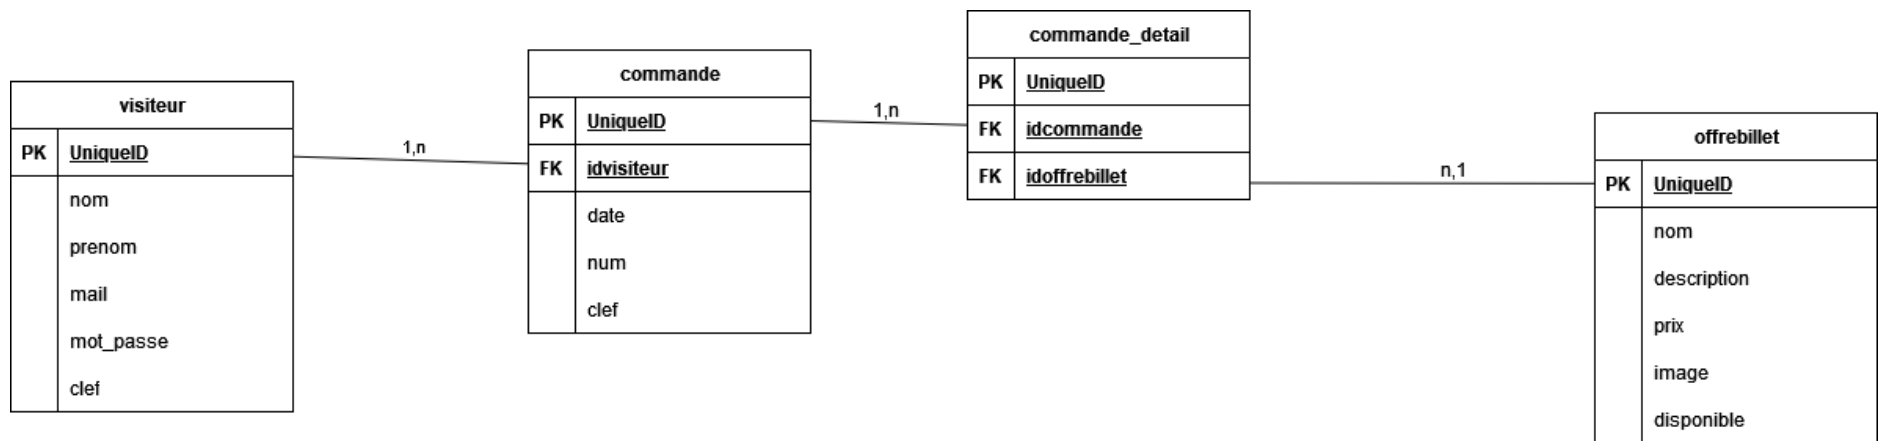 visiteur
PK UniqueID
nom
prenom
mail
mot_passe
clef
1,n
commande
PK UniqueID
FK idvisiteur
date
num
clef
1,n
commande_detail
PK UniqueID
FK idcommande
FK idoffrebillet
n,1
offrebillet
PK UniqueID
nom
description
prix
image
disponible